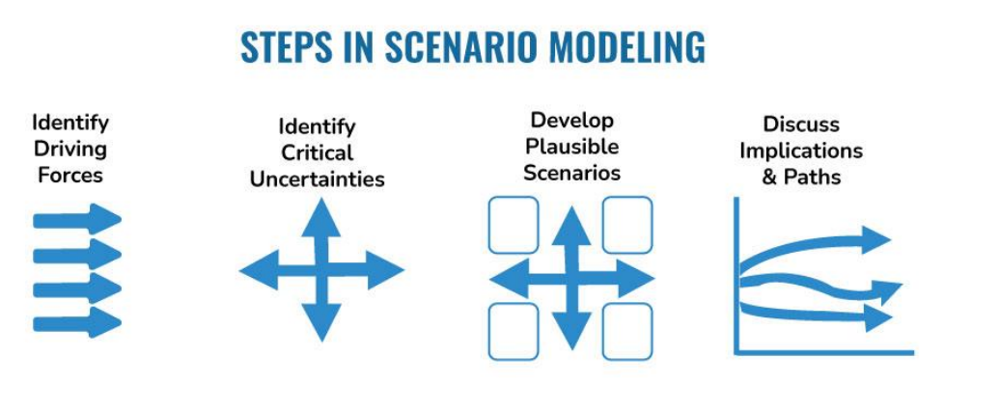 STEPS IN SCENARIO MODELING
Identify
Driving
Forces
Identify
Critical
Uncertainties
Develop
Plausible
Scenarios
Discuss
Implications
& Paths